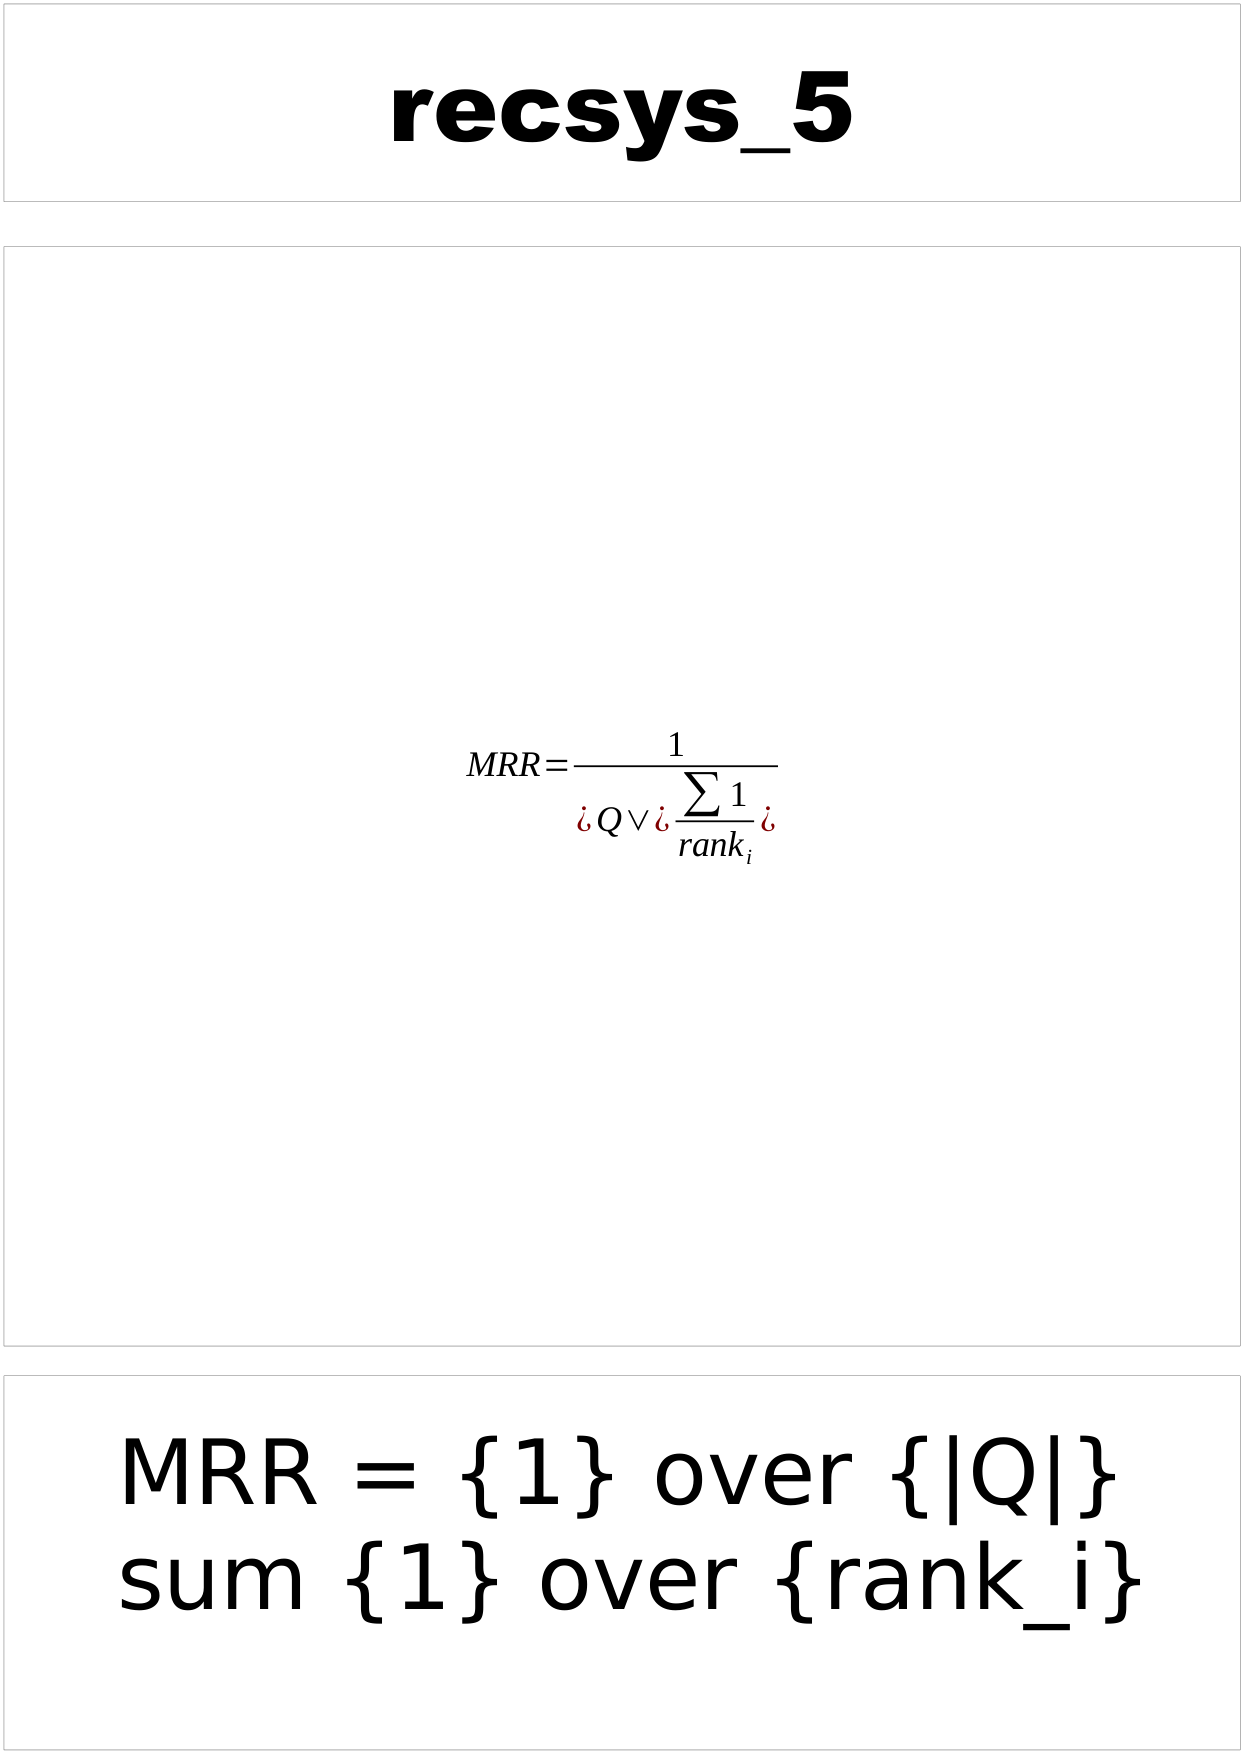 recsys_5
MRR = 1 / ¿ Q ∨ ¿ ∑ 1 / rank_i ¿
MRR = {1} over {|Q|}
sum {1} over {rank_i}